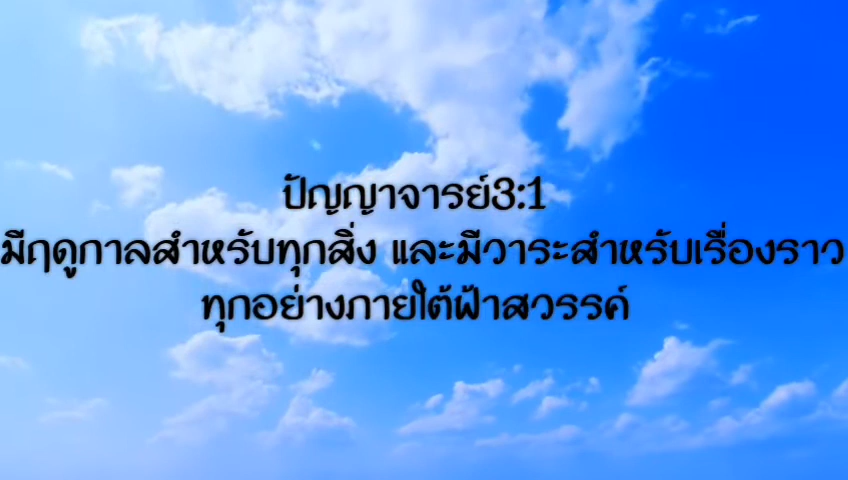 ปัญญาจารย์3:1
มีฤดูกาลสำหรับทุกสิ่ง และมีวาระสำหรับเรื่องราว
ทุกอย่างภายใต้ฟ้าสวรรค์